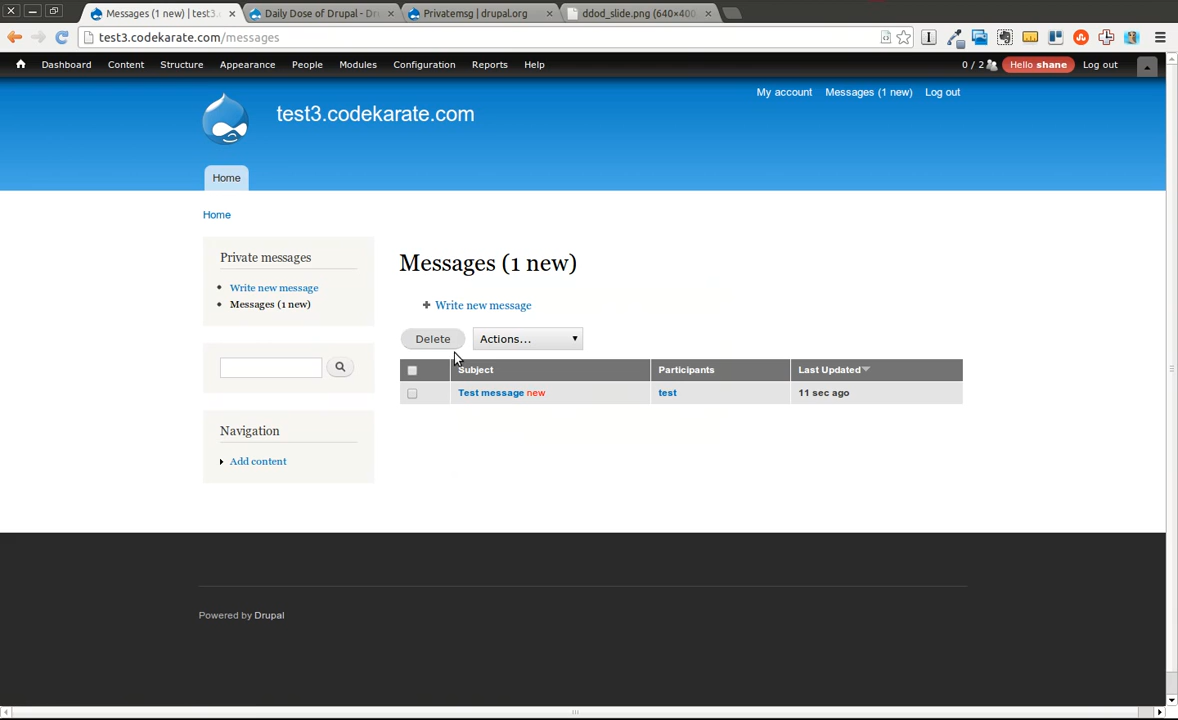 Messages (1 new) | test3.
Daily Dose of Drupal - Dru
Privatemsg | drupal.org
ddod_slide.png (640×400
test3.codekarate.com/messages
Dashboard Content Structure Appearance People Modules Configuration Reports Help 0 / 2 Hello shane Log out
My account Messages (1 new) Log out
test3.codekarate.com
Home
Home
Private messages
Write new message
Messages (1 new)
Messages (1 new)
Write new message
Delete Actions...
Subject Participants Last Updated
Test message new test 11 sec ago
Navigation
Add content
Powered by Drupal